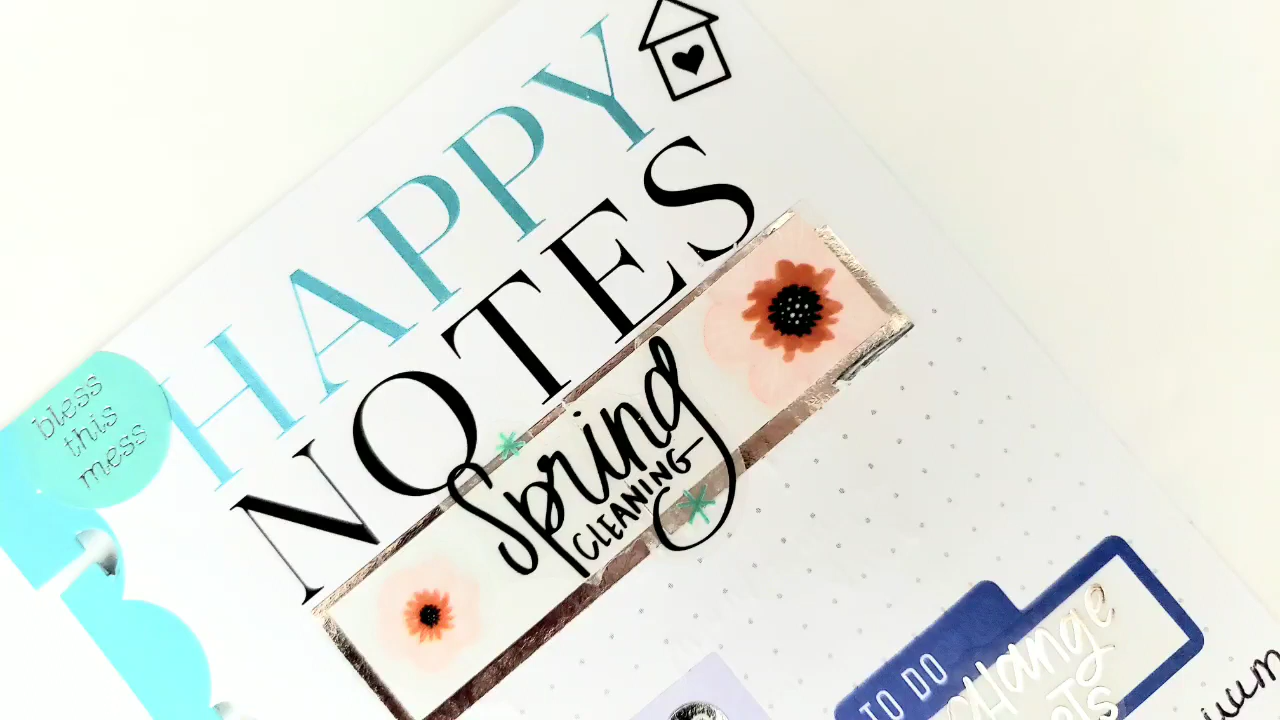 HAPPY
NOTES
bless
this
mess
Spring
CLEANING
TO DO
CHange